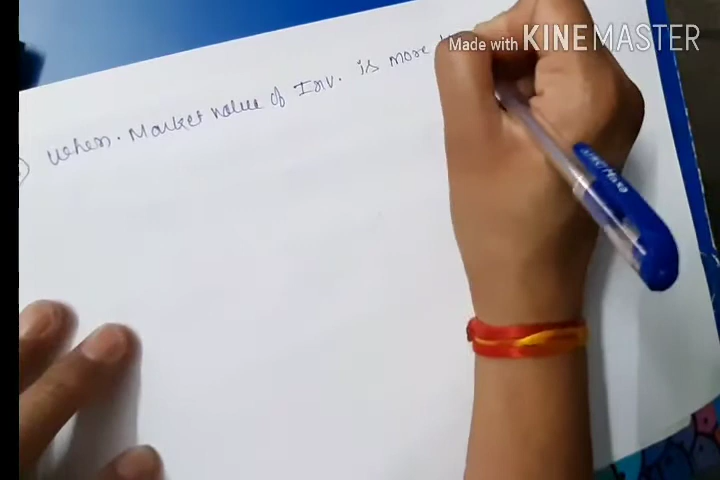 Made with KINEMASTER
when. Market value of Inv. is more